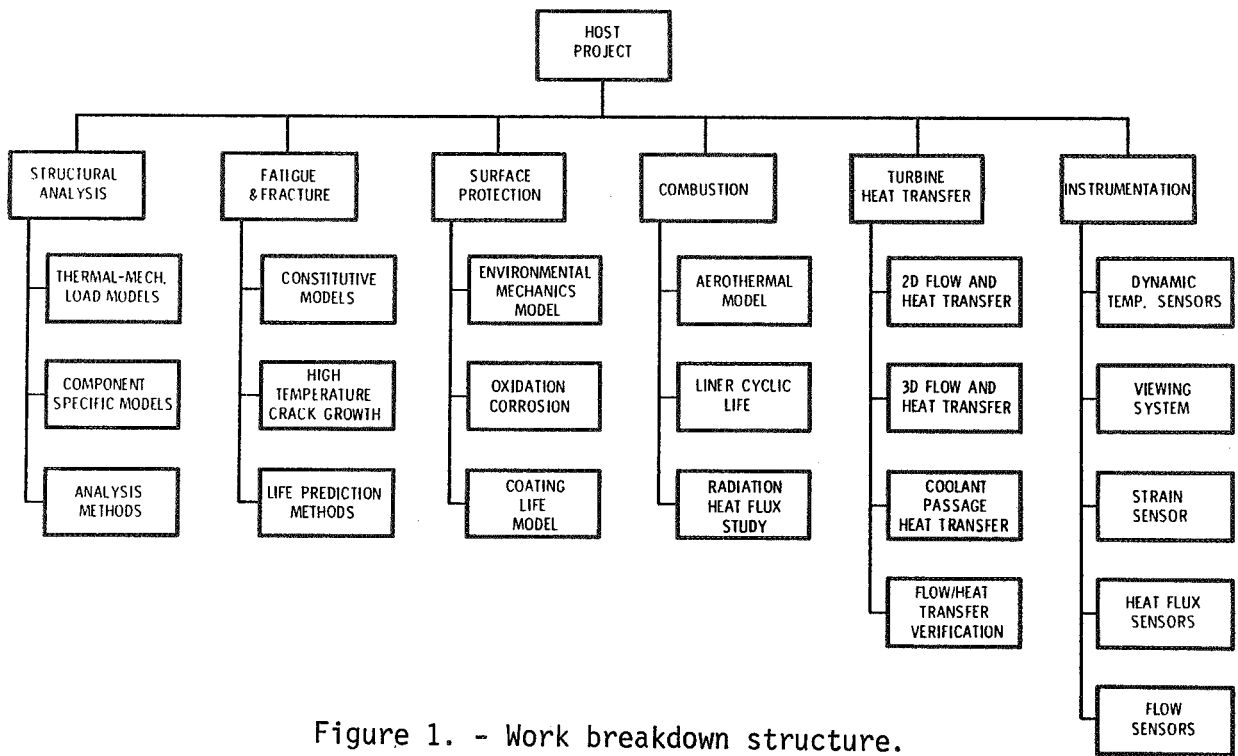 HOST
PROJECT
STRUCTURAL
ANALYSIS
FATIGUE
& FRACTURE
SURFACE
PROTECTION
COMBUSTION
TURBINE
HEAT TRANSFER
INSTRUMENTATION
THERMAL-MECH.
LOAD MODELS
CONSTITUTIVE
MODELS
ENVIRONMENTAL
MECHANICS
MODEL
AEROTHERMAL
MODEL
2D FLOW AND
HEAT TRANSFER
DYNAMIC
TEMP. SENSORS
COMPONENT
SPECIFIC MODELS
HIGH
TEMPERATURE
CRACK GROWTH
OXIDATION
CORROSION
LINER CYCLIC
LIFE
3D FLOW AND
HEAT TRANSFER
VIEWING
SYSTEM
ANALYSIS
METHODS
LIFE PREDICTION
METHODS
COATING
LIFE
MODEL
RADIATION
HEAT FLUX
STUDY
COOLANT
PASSAGE
HEAT TRANSFER
STRAIN
SENSOR
FLOW/HEAT
TRANSFER
VERIFICATION
HEAT FLUX
SENSORS
FLOW
SENSORS
Figure 1. - Work breakdown structure.